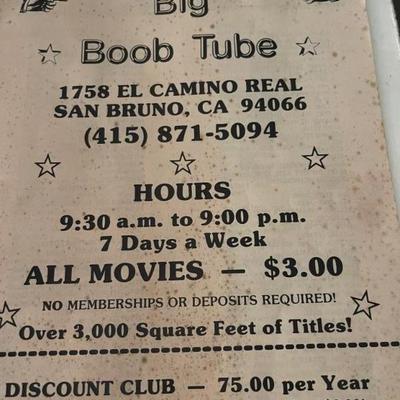 Big
Boob Tube
1758 EL CAMINO REAL
SAN BRUNO, CA 94066
(415) 871-5094
HOURS
9:30 a.m. to 9:00 p.m.
7 Days a Week
ALL MOVIES — $3.00
NO MEMBERSHIPS OR DEPOSITS REQUIRED!
Over 3,000 Square Feet of Titles!
DISCOUNT CLUB — 75.00 per Year